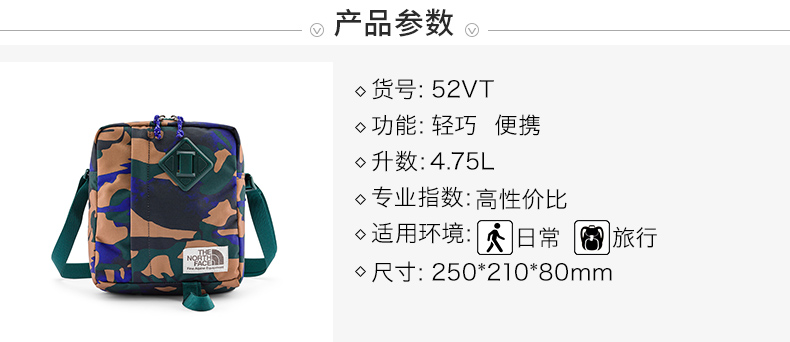 产品参数
货号: 52VT
功能: 轻巧 便携
升数: 4.75L
专业指数: 高性价比
适用环境: 日常 旅行
尺寸: 250*210*80mm
THE
NORTH
FACE
Fine Alpine Equipment